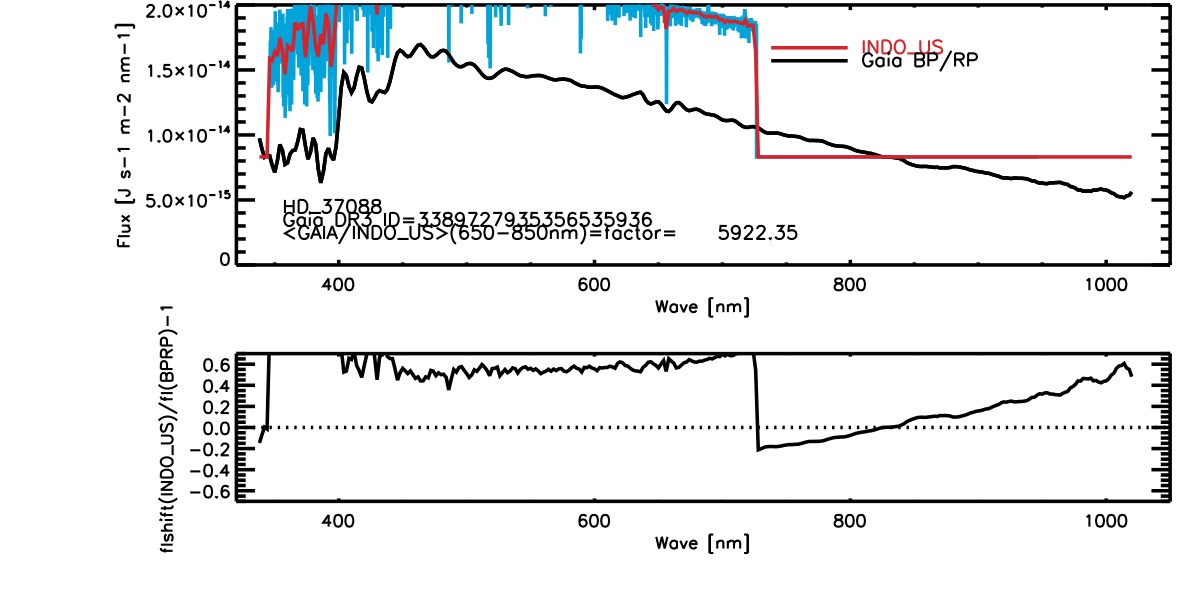 2.0×10⁻¹⁴
1.5×10⁻¹⁴
1.0×10⁻¹⁴
5.0×10⁻¹⁵
0
Flux [J s−1 m−2 nm−1]
INDO_US
Gaia BP/RP
HD_37088
Gaia DR3 ID=3389727935356535936
<GAIA/INDO_US>(650−850nm)=factor= 5922.35
400 600 800 1000
Wave [nm]
flshift(INDO_US)/fl(BPRP)−1
0.6
0.4
0.2
0.0
−0.2
−0.4
−0.6
400 600 800 1000
Wave [nm]